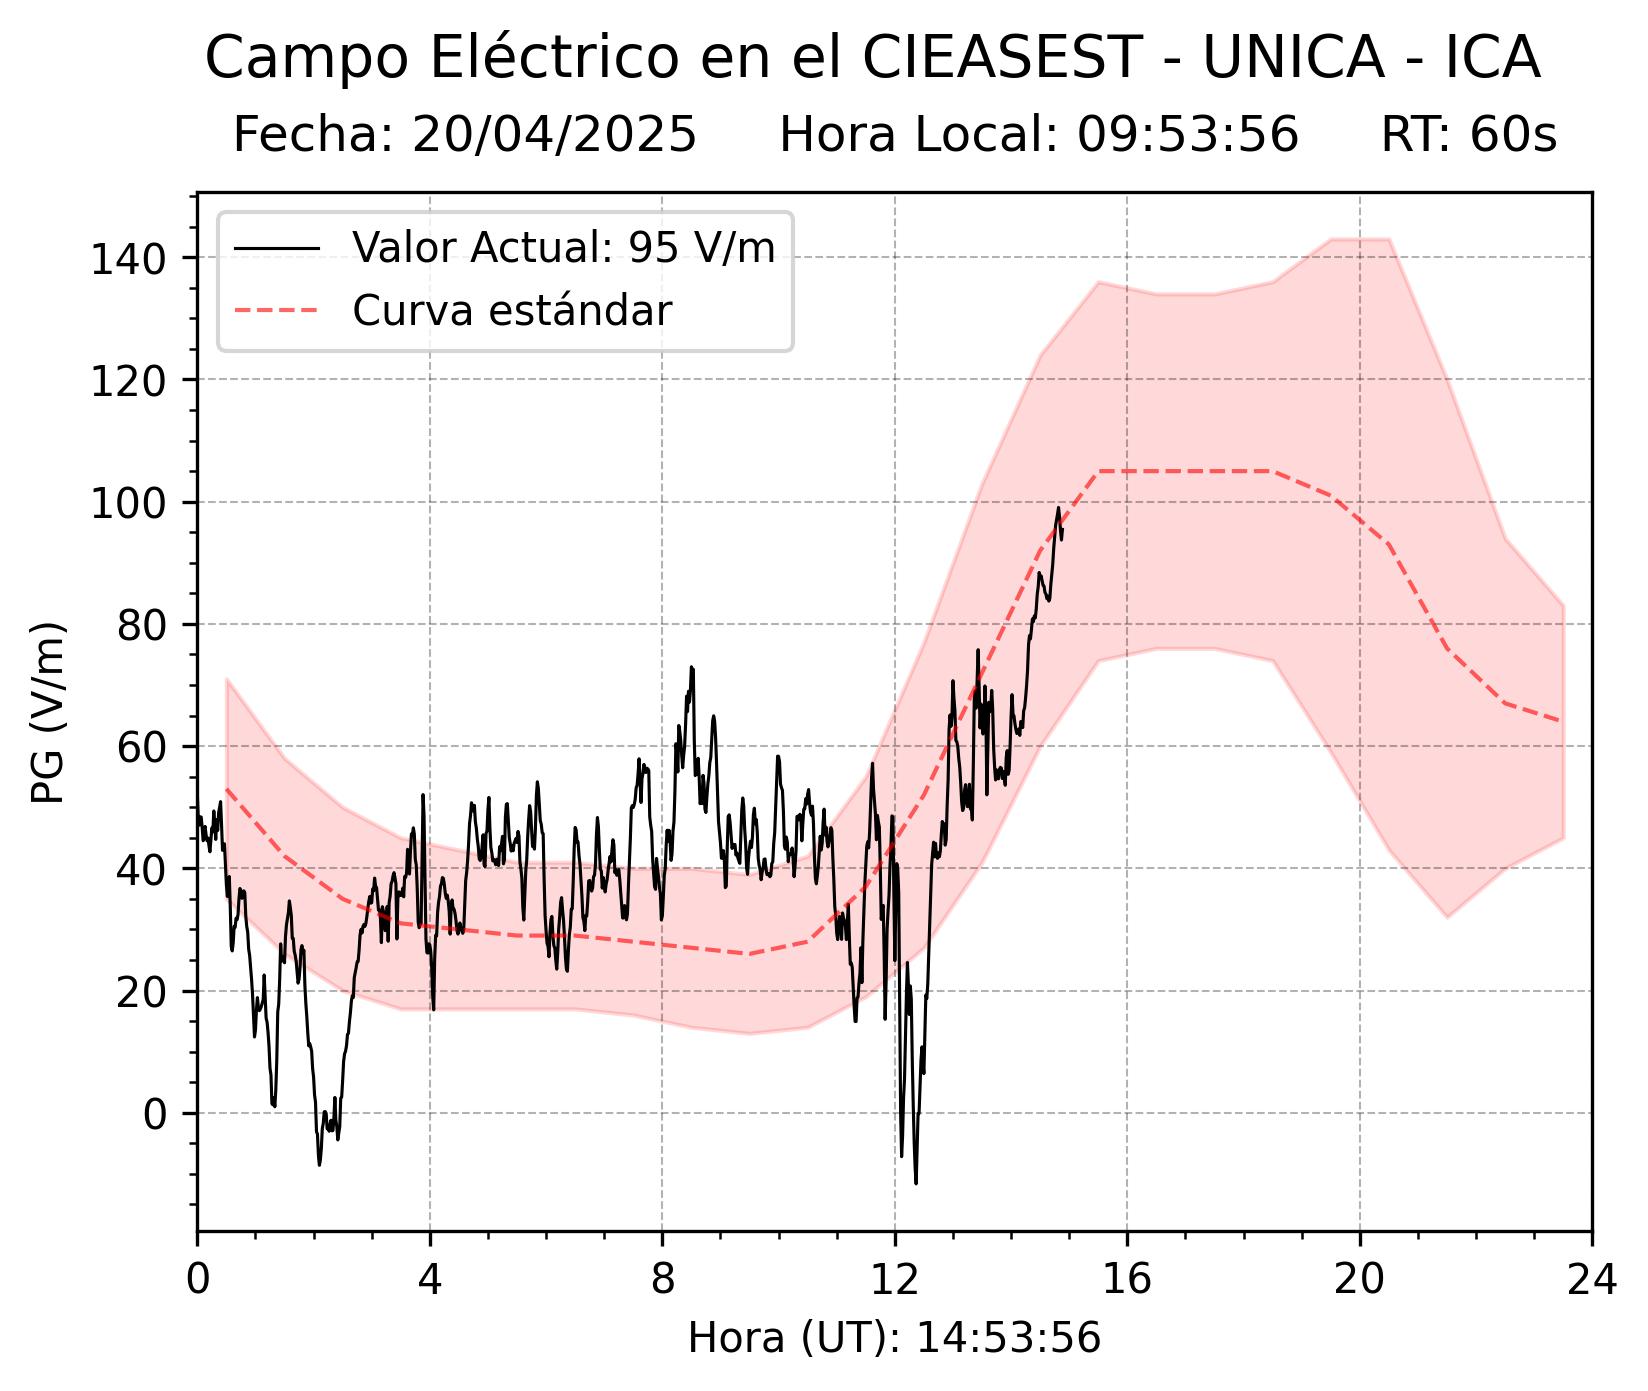 Campo Eléctrico en el CIEASEST - UNICA - ICA
Fecha: 20/04/2025 Hora Local: 09:53:56 RT: 60s
Valor Actual: 95 V/m
Curva estándar
PG (V/m)
140
120
100
80
60
40
20
0
0 4 8 12 16 20 24
Hora (UT): 14:53:56